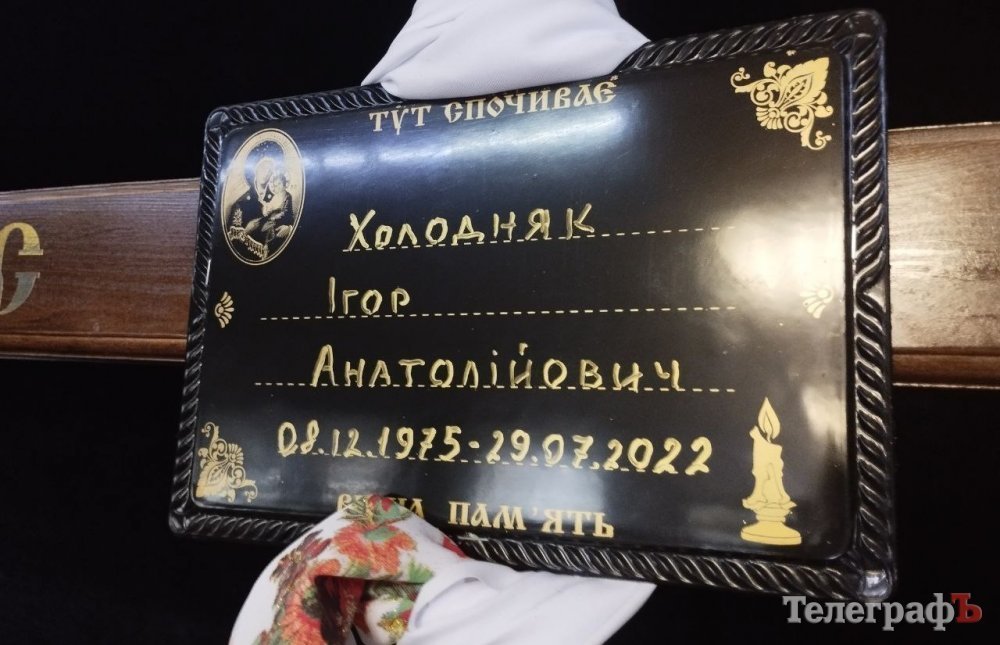 ТУТ СПОЧИВАЄ
Холодняк
Ігор
Анатолійович
08.12.1975-29.07.2022
ПАМ'ЯТЬ
ТелеграфЪ